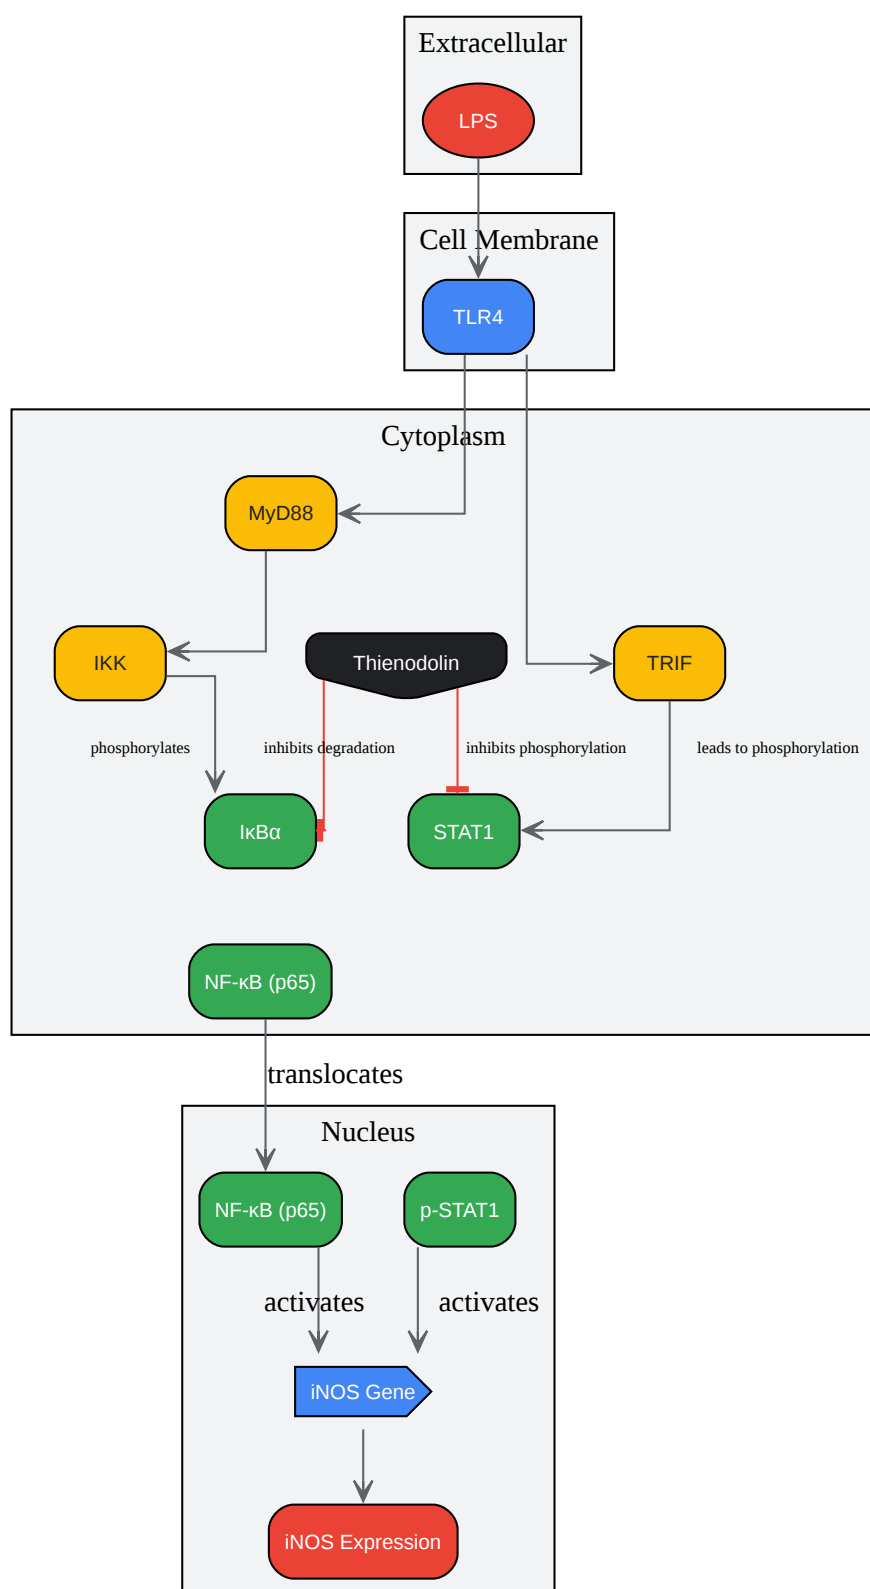 Extracellular
LPS
Cell Membrane
TLR4
Cytoplasm
MyD88
IKK
Thienodolin
TRIF
phosphorylates
inhibits degradation
inhibits phosphorylation
leads to phosphorylation
IκBα
STAT1
NF-κB (p65)
translocates
Nucleus
NF-κB (p65)
p-STAT1
activates
activates
iNOS Gene
iNOS Expression